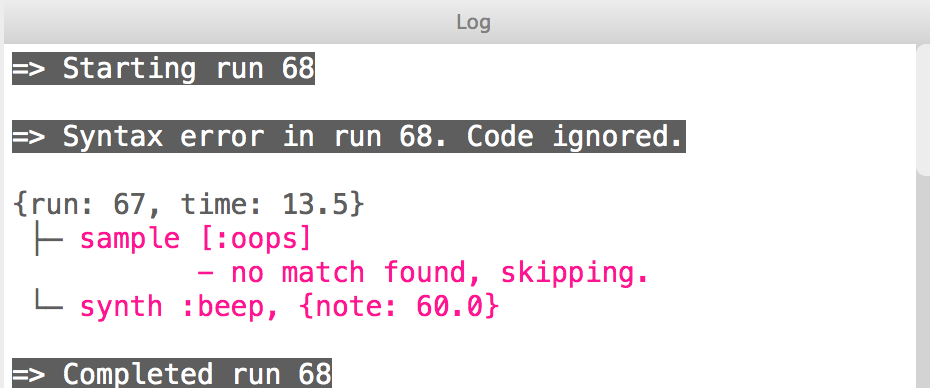 Log
=> Starting run 68
=> Syntax error in run 68. Code ignored.
{run: 67, time: 13.5}
├─ sample [:oops]
- no match found, skipping.
└─ synth :beep, {note: 60.0}
=> Completed run 68